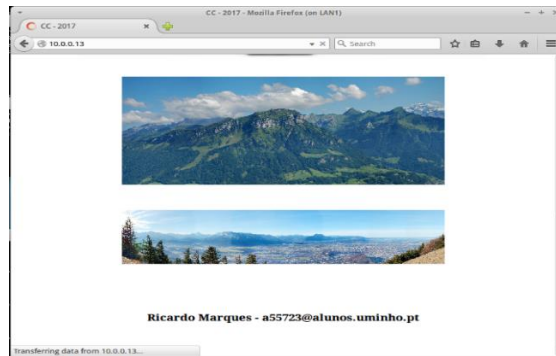 CC - 2017 - Mozilla Firefox (on LAN1)
CC - 2017
10.0.0.13
Search
Ricardo Marques - a55723@alunos.uminho.pt
Transferring data from 10.0.0.13...